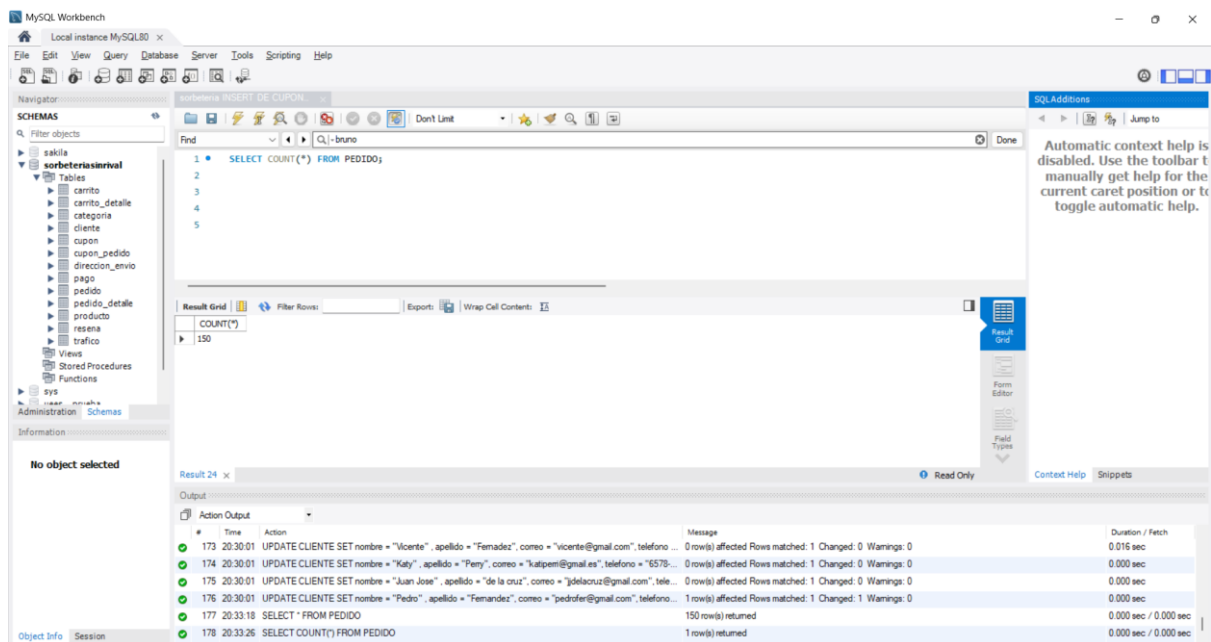 MySQL Workbench
Local instance MySQL80 ×
File Edit View Query Database Server Tools Scripting Help
Navigator
SCHEMAS
Filter objects
sakila
sorbeteriasinrival
Tables
carrito
carrito_detalle
categoria
cliente
cupon
cupon_pedido
direccion_envio
pago
pedido
pedido_detalle
producto
resena
trafico
Views
Stored Procedures
Functions
sys
Administration Schemas
Information
No object selected
Object Info Session
sorbeteria INSERT DE CUPON... ×
Don't Limit
Find -bruno Done
1 SELECT COUNT(*) FROM PEDIDO;
2
3
4
5
Result Grid Filter Rows: Export: Wrap Cell Content:
COUNT(*)
150
Result Grid
Form Editor
Field Types
Result 24 × Read Only
SQLAdditions
Jump to
Automatic context help is
disabled. Use the toolbar t
manually get help for the
current caret position or to
toggle automatic help.
Context Help Snippets
Output
Action Output
# Time Action Message Duration / Fetch
173 20:30:01 UPDATE CLIENTE SET nombre = "Vicente" , apellido = "Fernadez", correo = "vicente@gmail.com", telefono ... 0 row(s) affected Rows matched: 1 Changed: 0 Warnings: 0 0.016 sec
174 20:30:01 UPDATE CLIENTE SET nombre = "Katy" , apellido = "Perry", correo = "katiperri@gmail.es", telefono = "6578-... 0 row(s) affected Rows matched: 1 Changed: 0 Warnings: 0 0.000 sec
175 20:30:01 UPDATE CLIENTE SET nombre = "Juan Jose" , apellido = "de la cruz", correo = "jjdelacruz@gmail.com", tele... 0 row(s) affected Rows matched: 1 Changed: 0 Warnings: 0 0.000 sec
176 20:30:01 UPDATE CLIENTE SET nombre = "Pedro" , apellido = "Fernandez", correo = "pedrofer@gmail.com", telefono... 1 row(s) affected Rows matched: 1 Changed: 1 Warnings: 0 0.000 sec
177 20:33:18 SELECT * FROM PEDIDO 150 row(s) returned 0.000 sec / 0.000 sec
178 20:33:26 SELECT COUNT(*) FROM PEDIDO 1 row(s) returned 0.000 sec / 0.000 sec